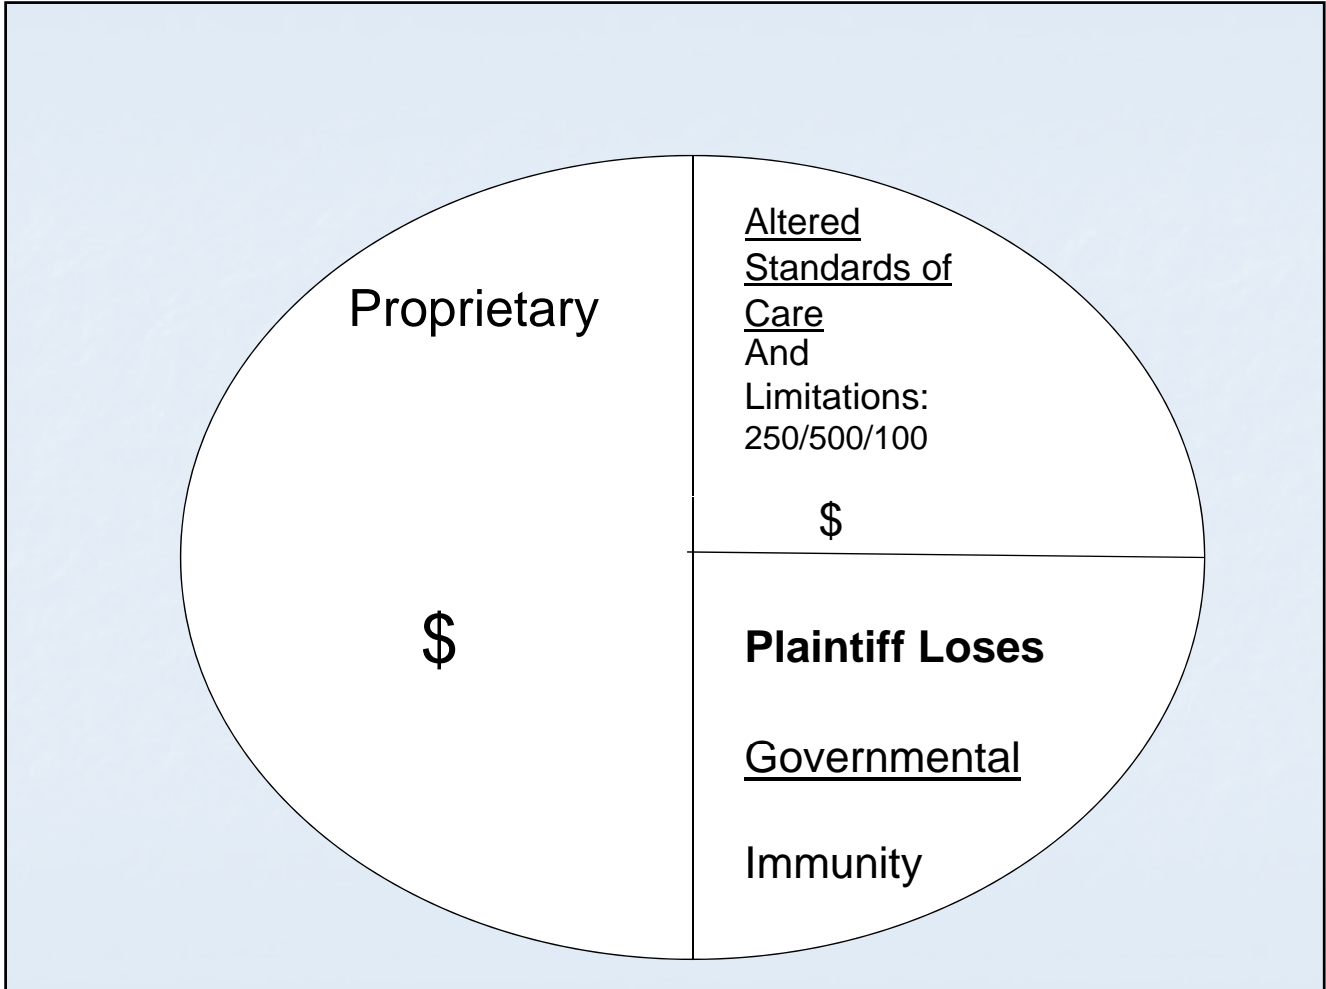 Proprietary
$
Altered
Standards of
Care
And
Limitations:
250/500/100
$
Plaintiff Loses
Governmental
Immunity